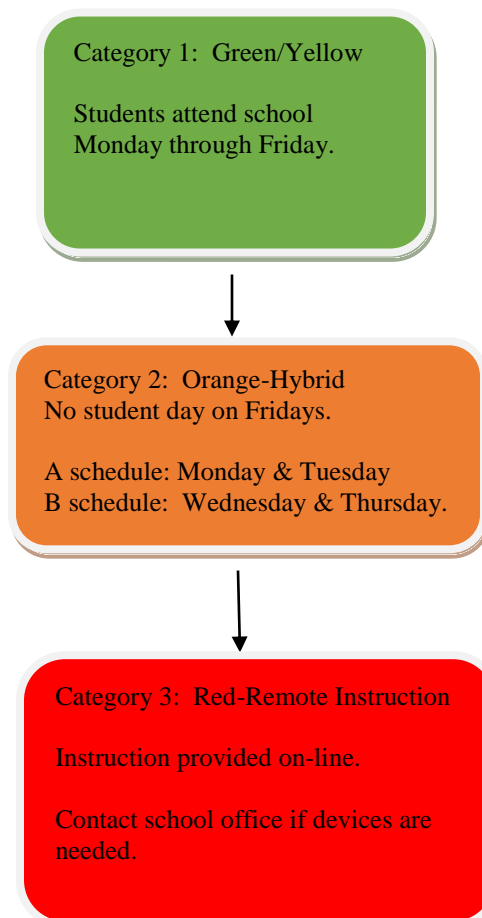 Category 1:  Green/Yellow
Students attend school
Monday through Friday.
Category 2:  Orange-Hybrid
No student day on Fridays.
A schedule: Monday & Tuesday
B schedule:  Wednesday & Thursday.
Category 3:  Red-Remote Instruction
Instruction provided on-line.
Contact school office if devices are
needed.